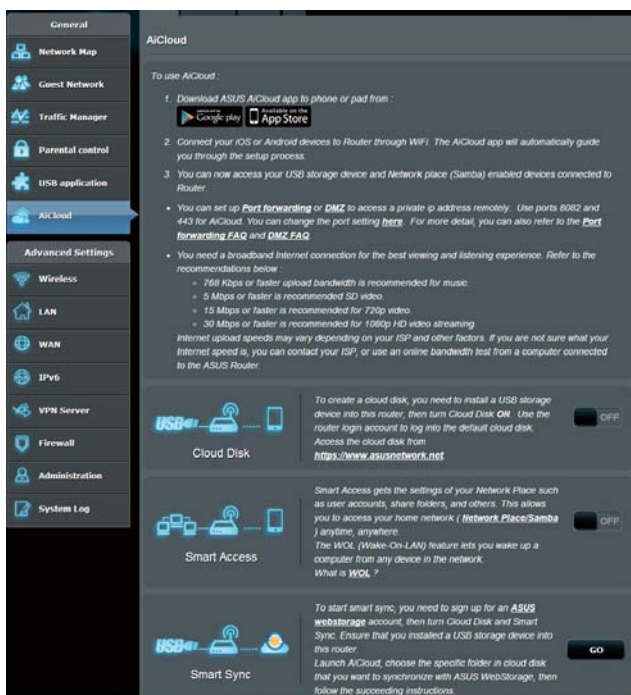 General
Network Map
Guest Network
Traffic Manager
Parental control
USB application
AiCloud
Advanced Settings
Wireless
LAN
WAN
IPv6
VPN Server
Firewall
Administration
System Log
AiCloud
To use AiCloud :
1. Download ASUS AiCloud app to phone or pad from :
Google play
Available on the
App Store
2. Connect your iOS or Android devices to Router through WiFi. The AiCloud app will automatically guide
you through the setup process.
3. You can now access your USB storage device and Network place (Samba) enabled devices connected to
Router.
• You can set up Port forwarding or DMZ to access a private ip address remotely. Use ports 8082 and
443 for AiCloud. You can change the port setting here. For more detail, you can also refer to the Port
forwarding FAQ and DMZ FAQ.
• You need a broadband Internet connection for the best viewing and listening experience. Refer to the
recommendations below :
768 Kbps or faster upload bandwidth is recommended for music.
5 Mbps or faster is recommended SD video.
15 Mbps or faster is recommended for 720p video.
30 Mbps or faster is recommended for 1080p HD video streaming.
Internet upload speeds may vary depending on your ISP and other factors. If you are not sure what your
Internet speed is, you can contact your ISP, or use an online bandwidth test from a computer connected
to the ASUS Router.
USB
Cloud Disk
To create a cloud disk, you need to install a USB storage
device into this router, then turn Cloud Disk ON. Use the
router login account to log into the default cloud disk.
Access the cloud disk from
https://www.asusnetwork.net.
OFF
Smart Access
Smart Access gets the settings of your Network Place such
as user accounts, share folders, and others. This allows
you to access your home network ( Network Place/Samba
) anytime, anywhere.
The WOL (Wake-On-LAN) feature lets you wake up a
computer from any device in the network.
What is WOL ?
OFF
USB
Smart Sync
To start smart sync, you need to sign up for an ASUS
webstorage account, then turn Cloud Disk and Smart
Sync. Ensure that you installed a USB storage device into
this router.
Launch AiCloud, choose the specific folder in cloud disk
that you want to synchronize with ASUS WebStorage, then
follow the succeeding instructions.
GO